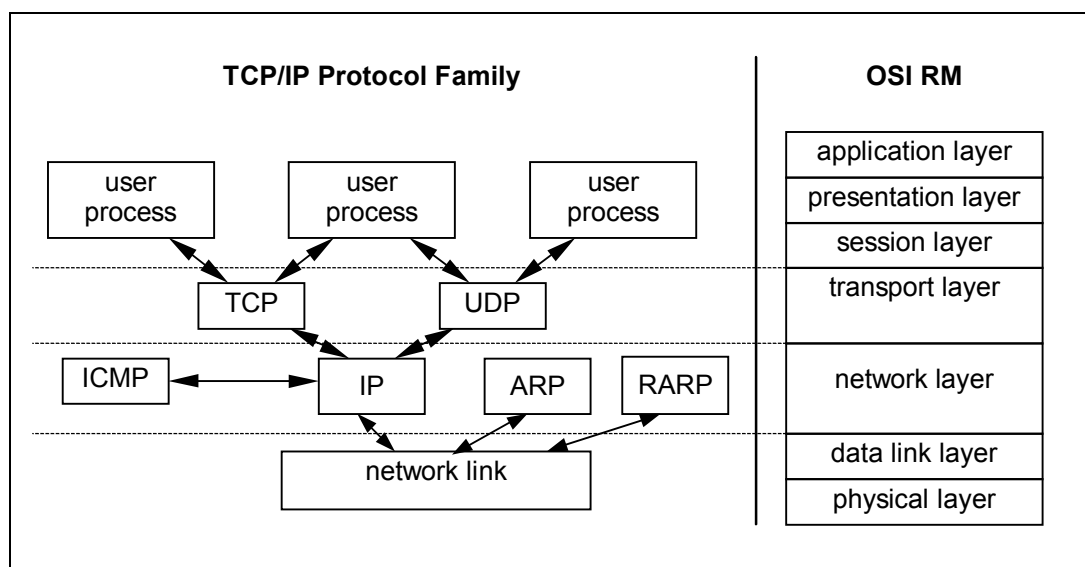 TCP/IP Protocol Family
OSI RM
application layer
user
process
user
process
user
process
presentation layer
session layer
TCP
UDP
transport layer
ICMP
IP
ARP
RARP
network layer
network link
data link layer
physical layer